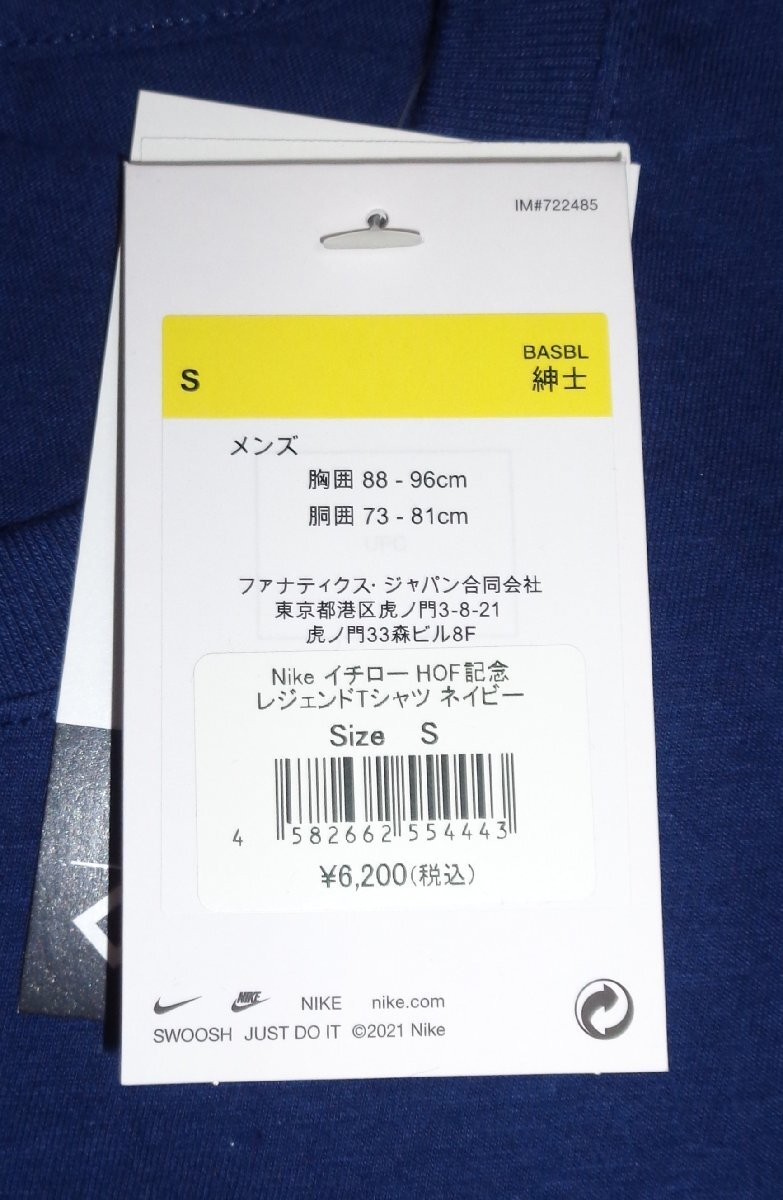 IM#722485
BASBL
S 紳士
メンズ
胸囲 88 - 96cm
胴囲 73 - 81cm
UPC
ファナティクス・ジャパン合同会社
東京都港区虎ノ門3-8-21
虎ノ門33森ビル8F
Nike イチロー HOF記念
レジェンドTシャツ ネイビー
Size S
4 582662 554443
¥6,200(税込)
NIKE NIKE nike.com
SWOOSH JUST DO IT ©2021 Nike